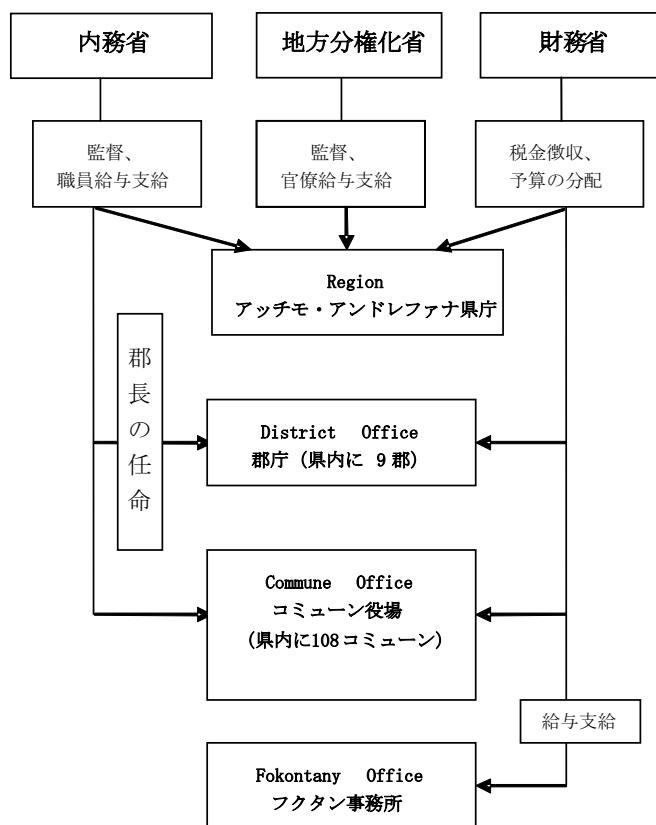 内務省
地方分権化省
財務省
監督、
職員給与支給
監督、
官僚給与支給
税金徴収、
予算の分配
Region
アッチモ・アンドレファナ県庁
郡長の任命
District Office
郡庁（県内に 9郡）
Commune Office
コミューン役場
（県内に108コミューン）
給与支給
Fokontany Office
フクタン事務所